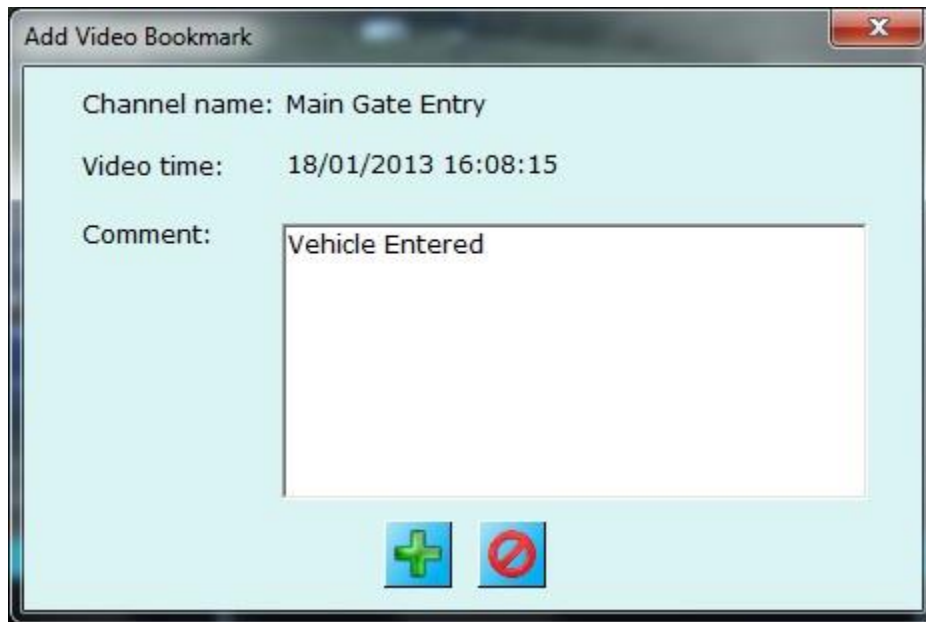 Add Video Bookmark
Channel name: Main Gate Entry
Video time: 18/01/2013 16:08:15
Comment: Vehicle Entered